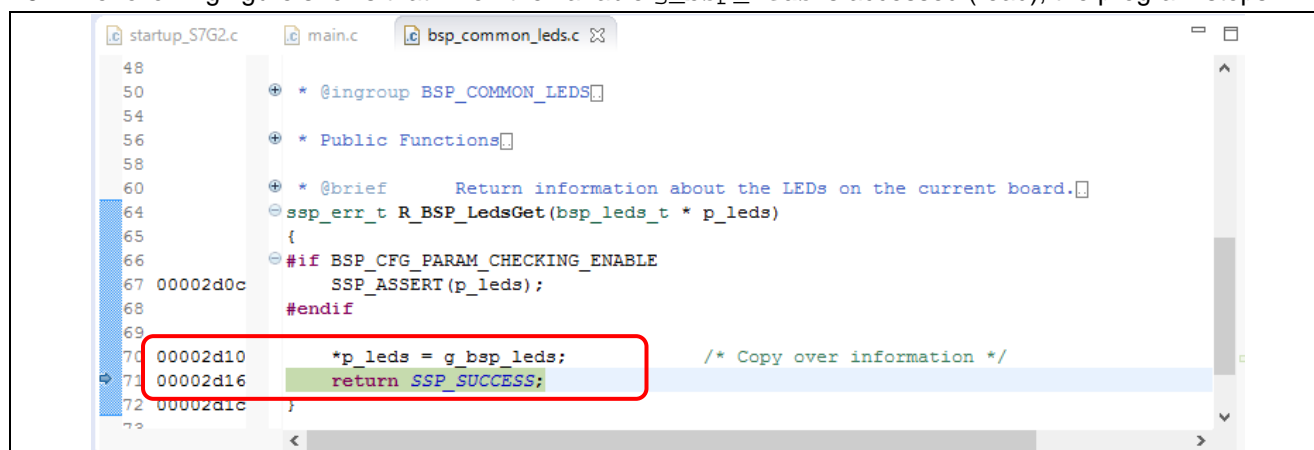 startup_S7G2.c main.c bsp_common_leds.c
48
50 * @ingroup BSP_COMMON_LEDS
54
56 * Public Functions
58
60 * @brief Return information about the LEDs on the current board.
64 ssp_err_t R_BSP_LedsGet(bsp_leds_t * p_leds)
65 {
66 #if BSP_CFG_PARAM_CHECKING_ENABLE
67 00002d0c SSP_ASSERT(p_leds);
68 #endif
69
70 00002d10 *p_leds = g_bsp_leds; /* Copy over information */
71 00002d16 return SSP_SUCCESS;
72 00002d1c }
73